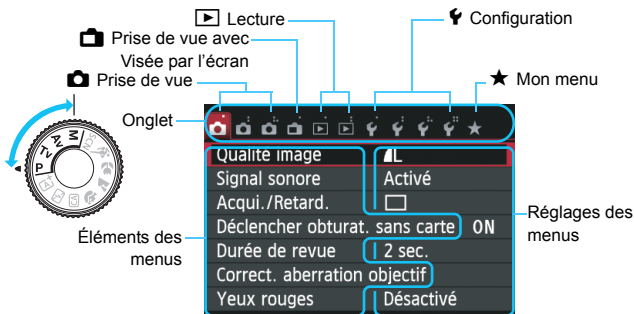 Lecture
Configuration
Prise de vue avec
Visée par l'écran
Prise de vue
Mon menu
Onglet
Qualité image L
Signal sonore Activé
Acqui./Retard.
Déclencher obturat. sans carte ON
Durée de revue 2 sec.
Correct. aberration objectif
Yeux rouges Désactivé
Éléments des
menus
Réglages des
menus
M
Av
Tv
P
A+